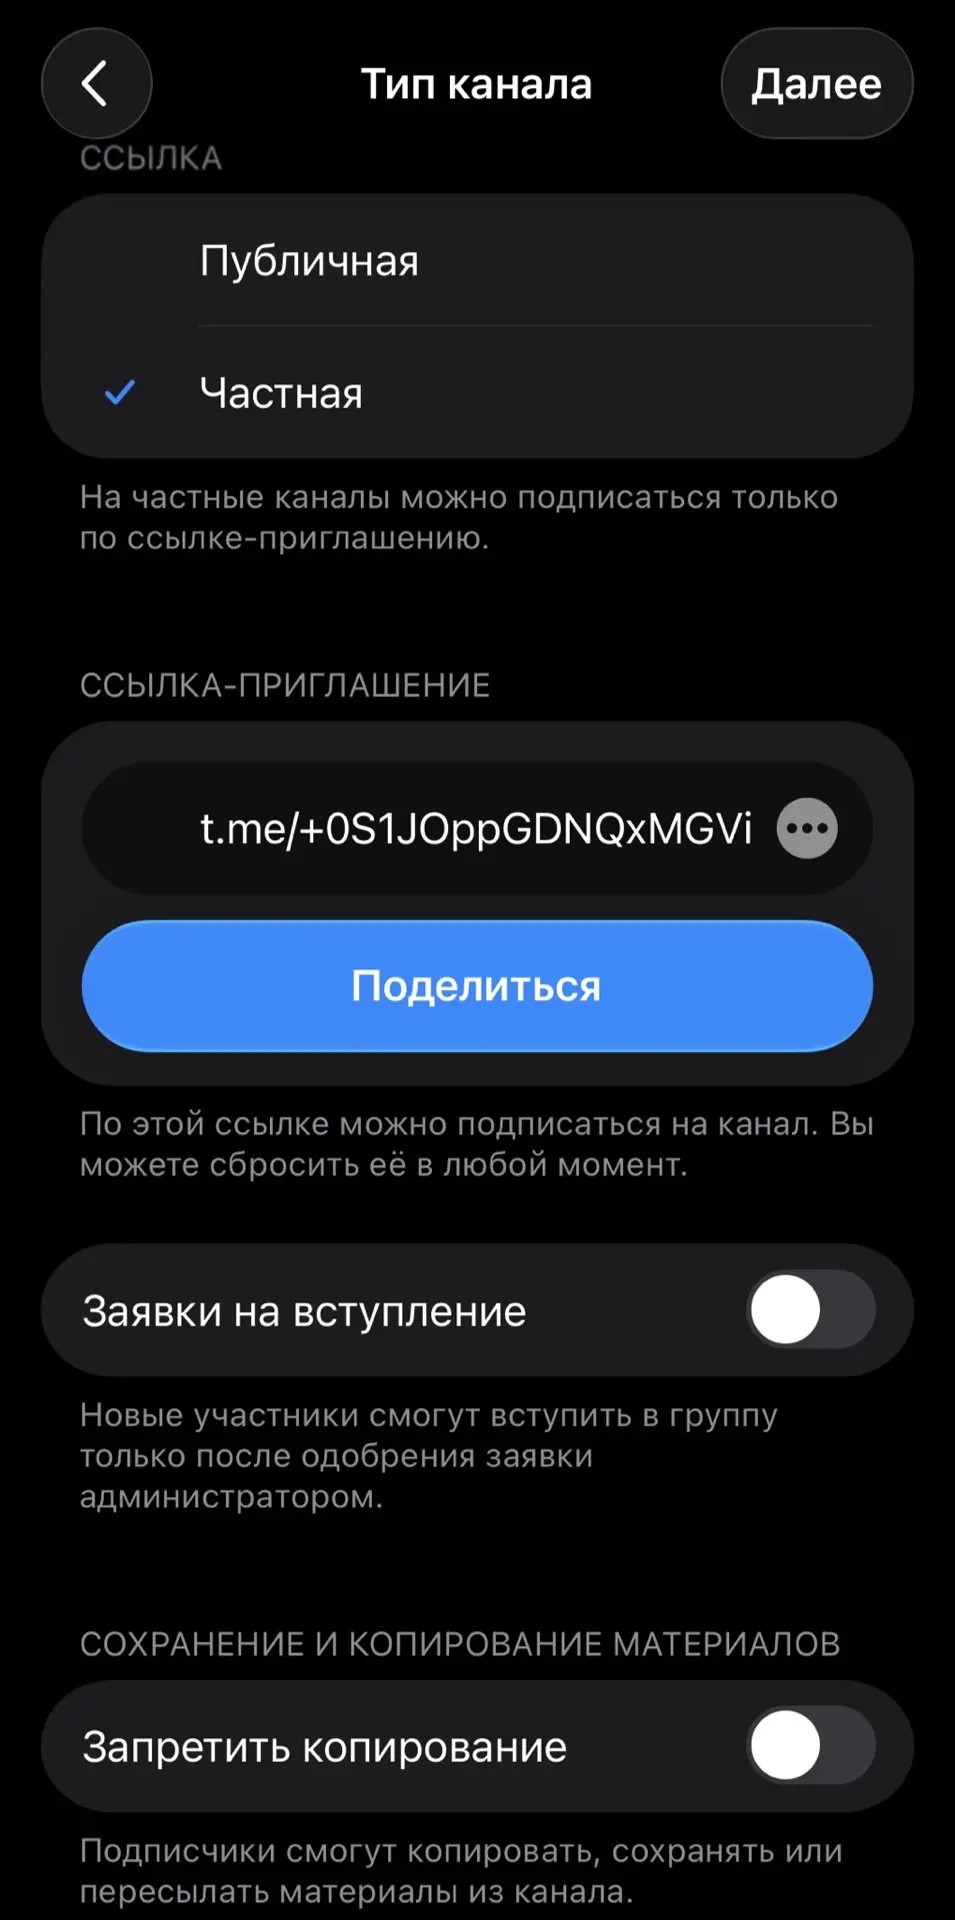 Тип канала
Далее
ССЫЛКА
Публичная
Частная
На частные каналы можно подписаться только
по ссылке-приглашению.
ССЫЛКА-ПРИГЛАШЕНИЕ
t.me/+0S1JOppGDNQxMGVi
Поделиться
По этой ссылке можно подписаться на канал. Вы
можете сбросить её в любой момент.
Заявки на вступление
Новые участники смогут вступить в группу
только после одобрения заявки
администратором.
СОХРАНЕНИЕ И КОПИРОВАНИЕ МАТЕРИАЛОВ
Запретить копирование
Подписчики смогут копировать, сохранять или
пересылать материалы из канала.